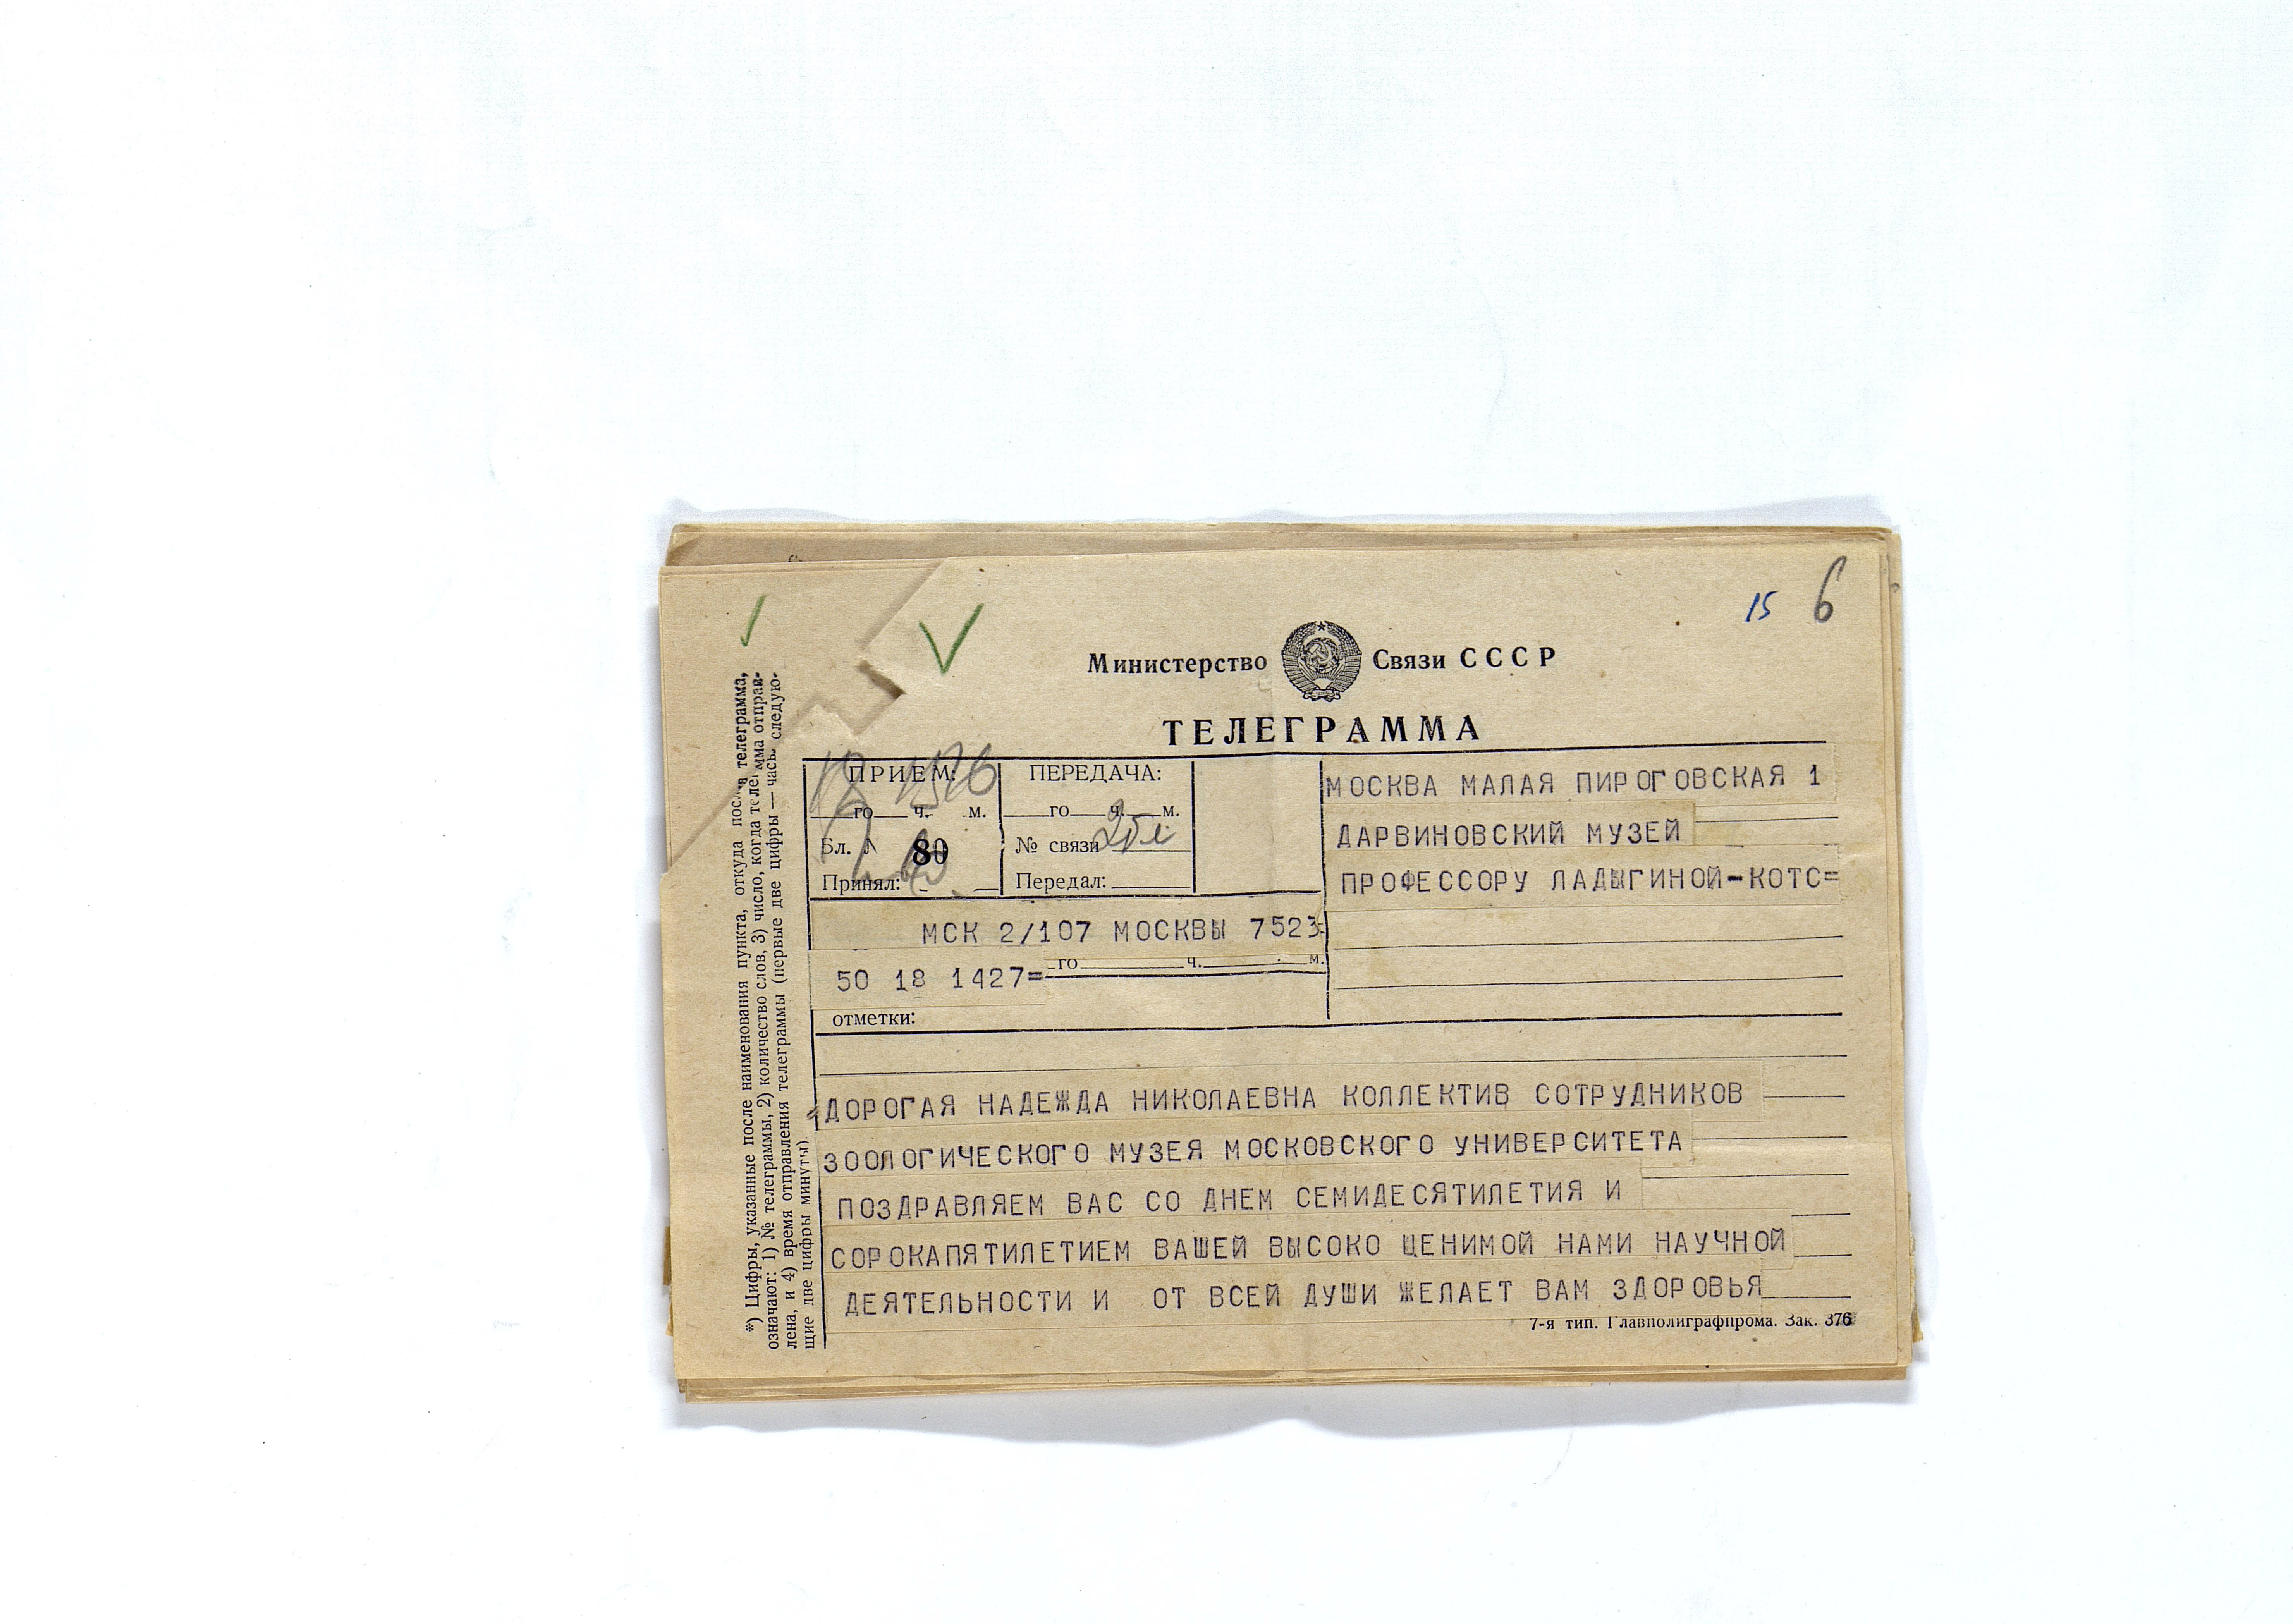 15 6
Министерство Связи СССР
ТЕЛЕГРАММА
ПРИЕМ:
го ч. м.
Бл. № 80
Принял:
ПЕРЕДАЧА:
го ч. м.
№ связи
Передал:
МОСКВА МАЛАЯ ПИРОГОВСКАЯ 1
ДАРВИНОВСКИЙ МУЗЕЙ
ПРОФЕССОРУ ЛАДЫГИНОЙ-КОТС=
МСК 2/107 МОСКВЫ 7523
го ч. м.
50 18 1427=
отметки:
ДОРОГАЯ НАДЕЖДА НИКОЛАЕВНА КОЛЛЕКТИВ СОТРУДНИКОВ
ЗООЛОГИЧЕСКОГО МУЗЕЯ МОСКОВСКОГО УНИВЕРСИТЕТА
ПОЗДРАВЛЯЕМ ВАС СО ДНЕМ СЕМИДЕСЯТИЛЕТИЯ И
СОРОКАПЯТИЛЕТИЕМ ВАШЕЙ ВЫСОКО ЦЕНИМОЙ НАМИ НАУЧНОЙ
ДЕЯТЕЛЬНОСТИ И ОТ ВСЕЙ ДУШИ ЖЕЛАЕТ ВАМ ЗДОРОВЬЯ
7-я тип. Главполиграфпрома. Зак. 376
*) Цифры, указанные после наименования пункта, откуда послана телеграмма,
означают: 1) № телеграммы, 2) количество слов, 3) число, когда телеграмма отправ-
лена, и 4) время отправления телеграммы (первые две цифры — часы, следую-
щие две цифры минуты).